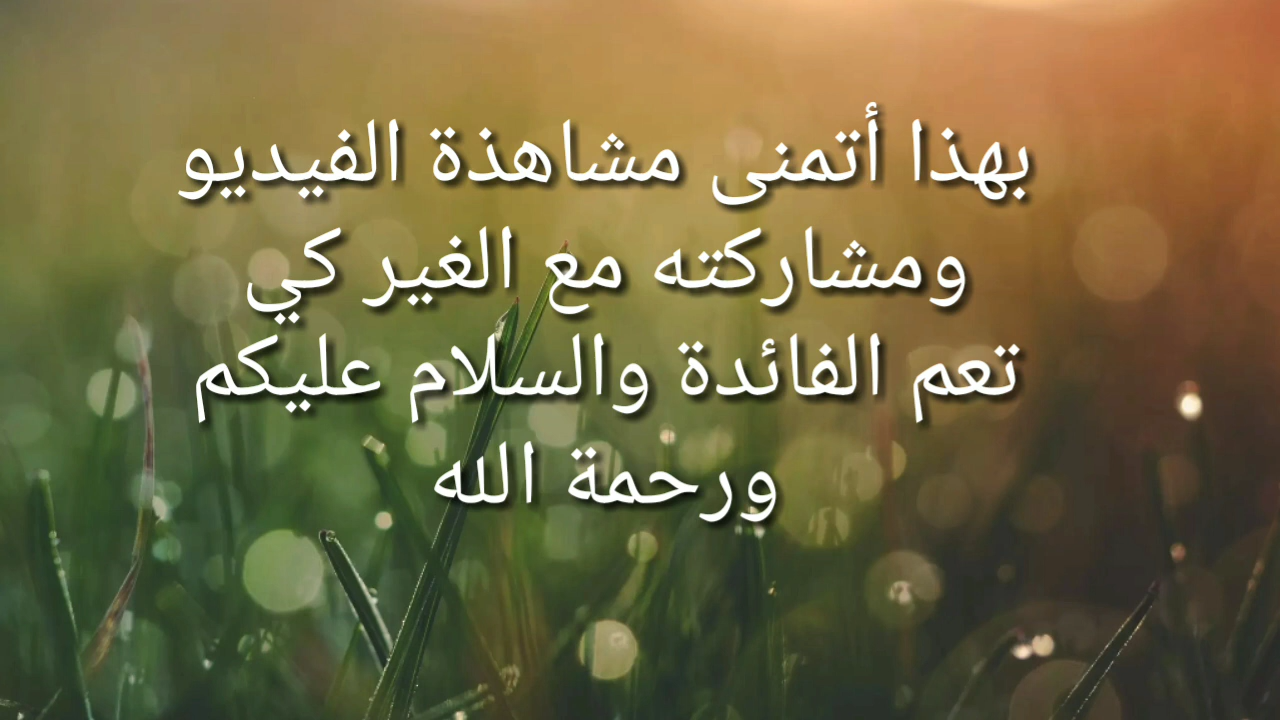 بهذا أتمنى مشاهذة الفيديو
ومشاركته مع الغير كي
تعم الفائدة والسلام عليكم
ورحمة الله